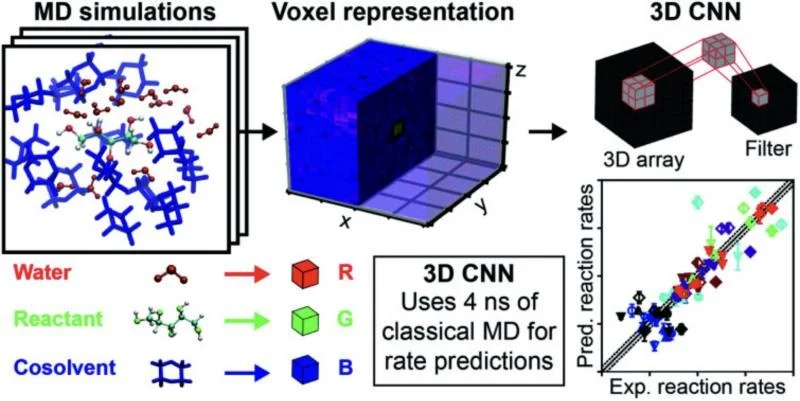 MD simulations
Voxel representation
3D CNN
z
y
x
3D array
Filter
Water
R
Reactant
G
Cosolvent
B
3D CNN
Uses 4 ns of
classical MD for
rate predictions
Pred. reaction rates
Exp. reaction rates